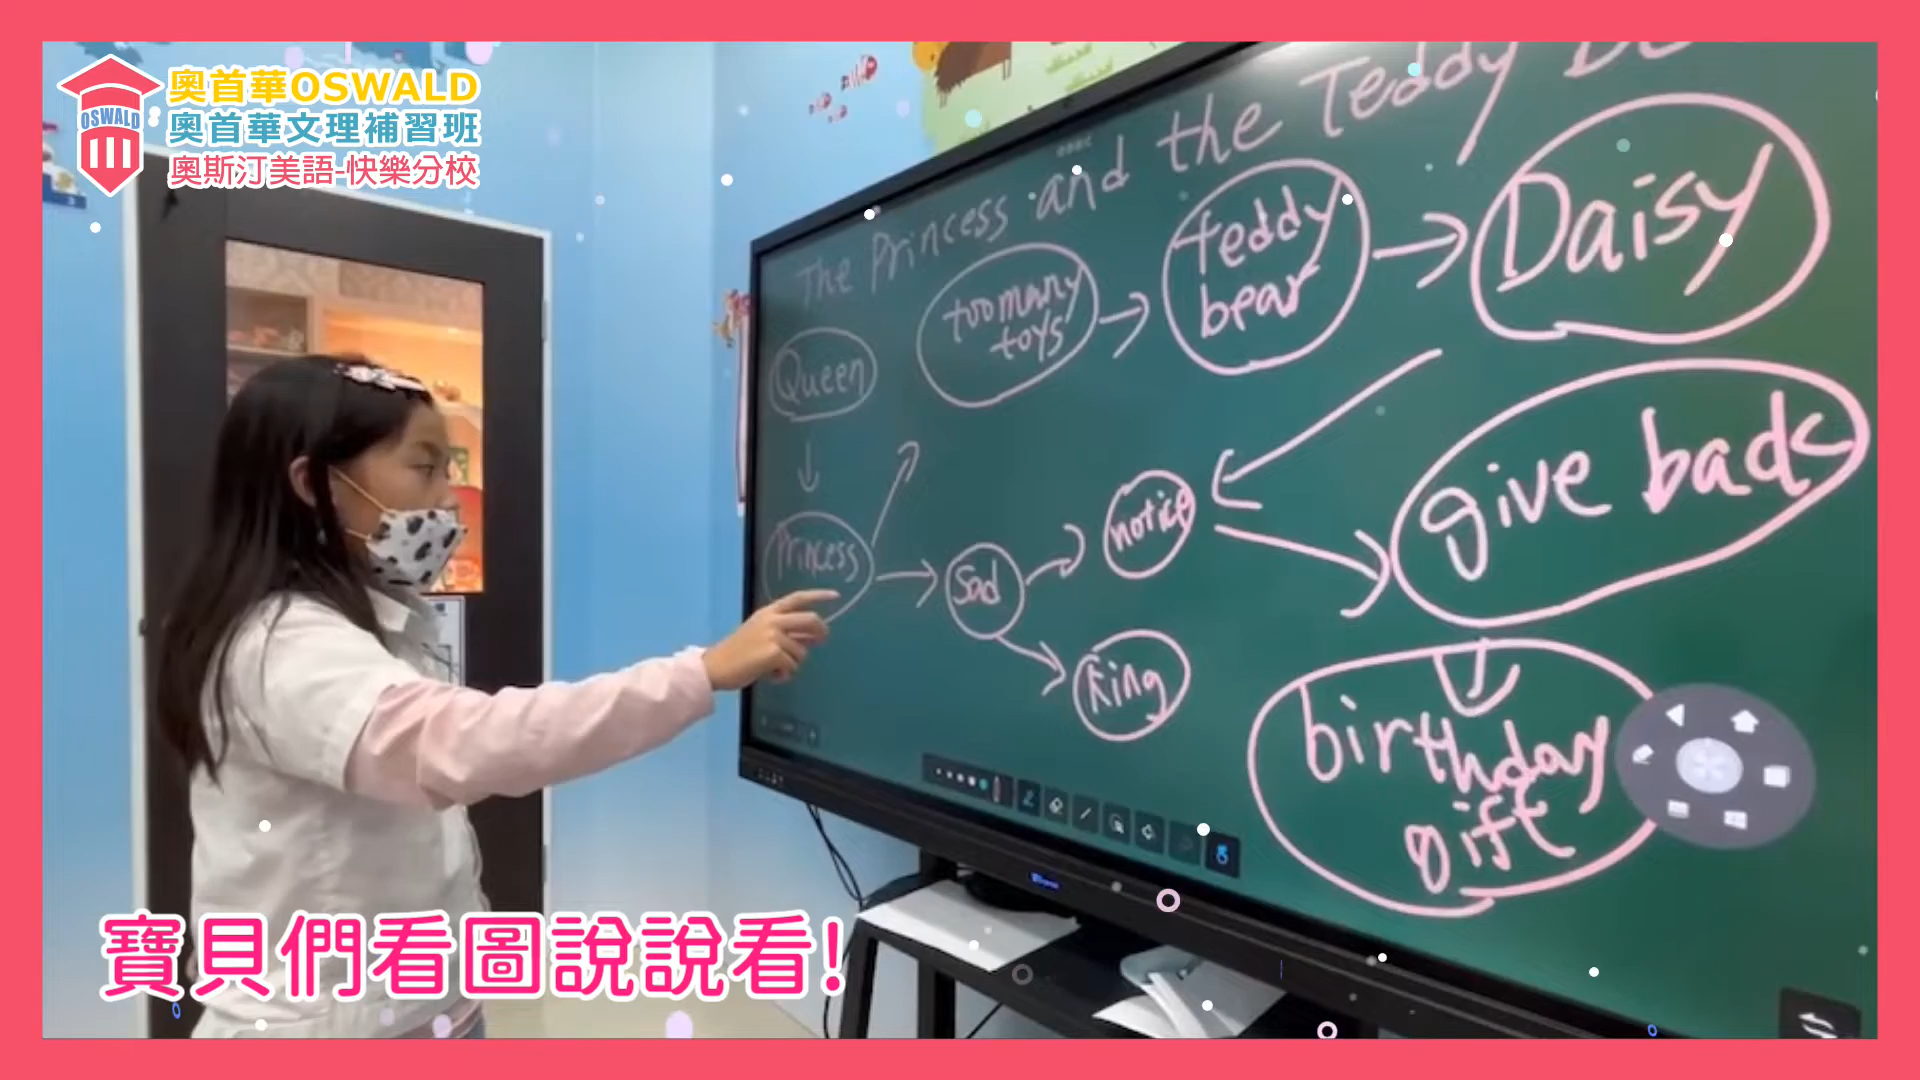 奧首華OSWALD
奧首華文理補習班
奧斯汀美語-快樂分校
OSWALD
The Princess and the Teddy Be
Queen
too many
toys
teddy
bear
Daisy
Princess
Sad
notice
King
give bads
birthday
gift
寶貝們看圖說說看!